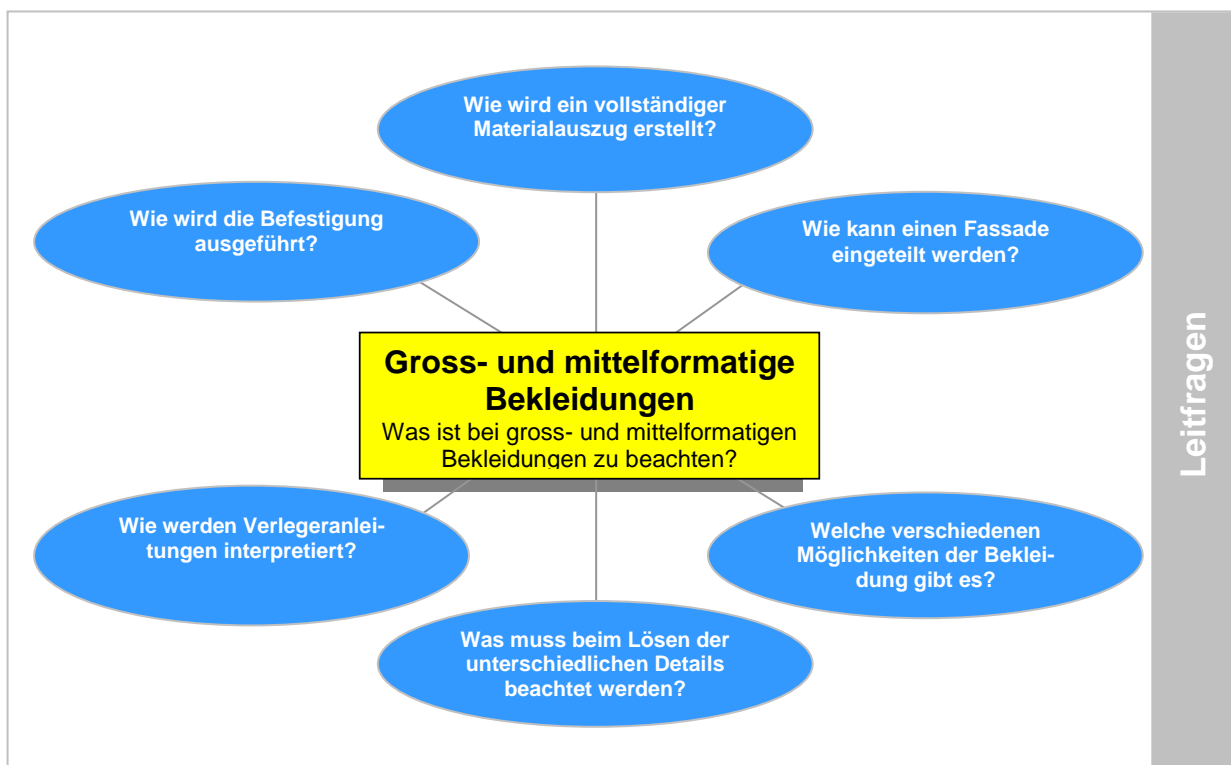 Wie wird ein vollständiger
Materialauszug erstellt?
Wie wird die Befestigung
ausgeführt?
Wie kann einen Fassade
eingeteilt werden?
Gross- und mittelformatige
Bekleidungen
Was ist bei gross- und mittelformatigen
Bekleidungen zu beachten?
Wie werden Verlegeranlei-
tungen interpretiert?
Welche verschiedenen
Möglichkeiten der Beklei-
dung gibt es?
Was muss beim Lösen der
unterschiedlichen Details
beachtet werden?
Leitfragen